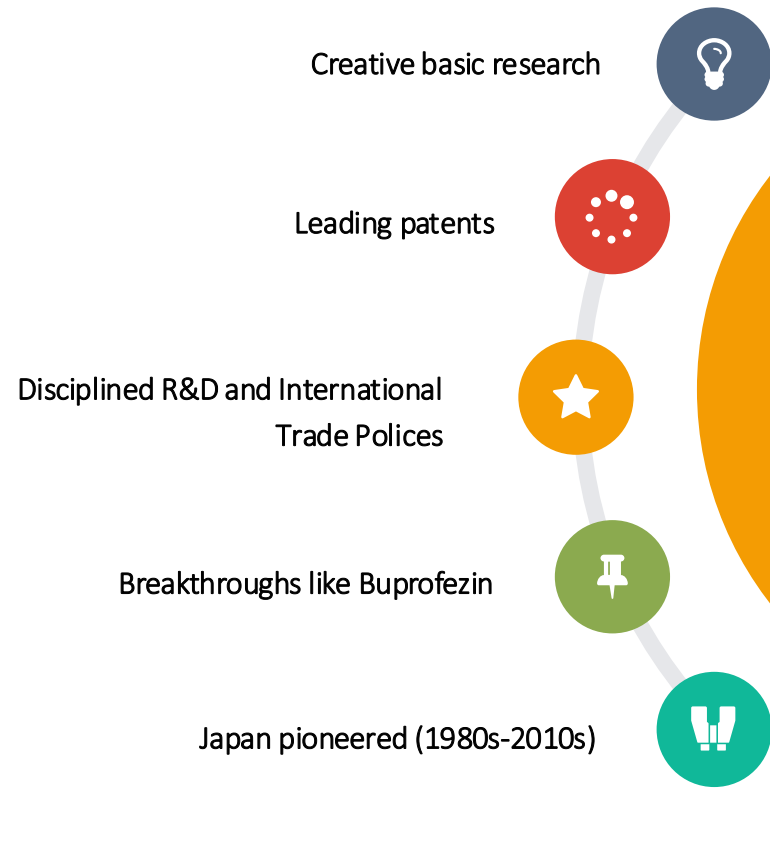 Creative basic research
Leading patents
Disciplined R&D and International
Trade Polices
Breakthroughs like Buprofezin
Japan pioneered (1980s-2010s)